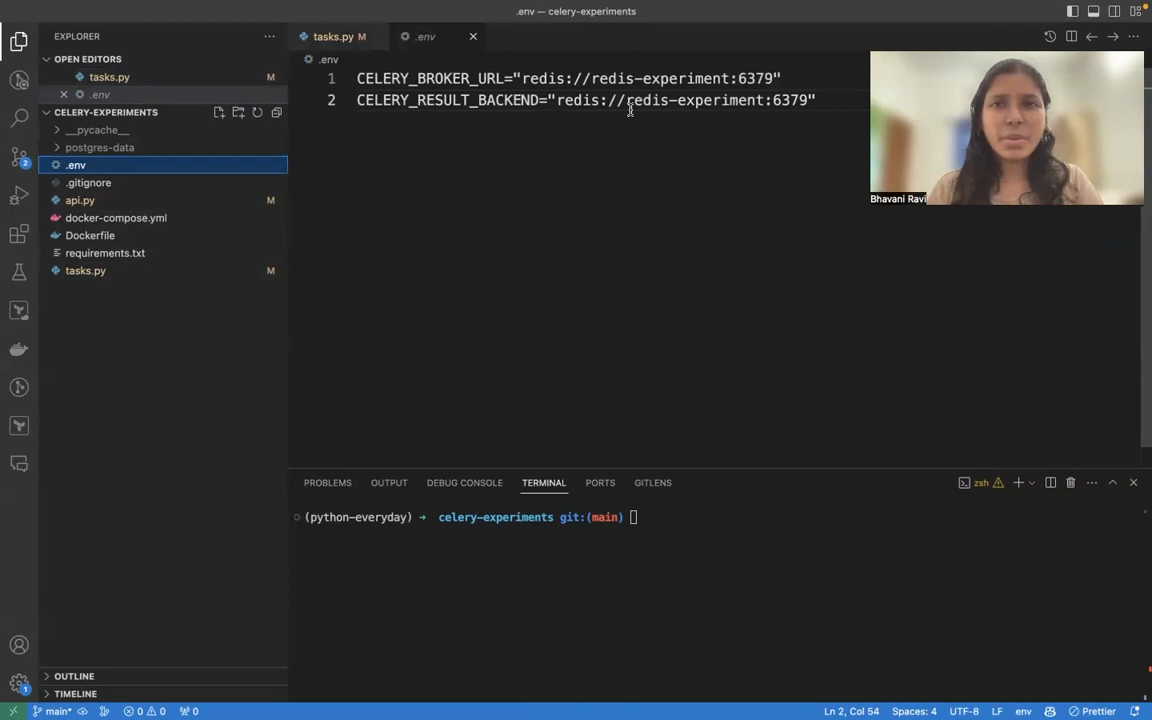 .env — celery-experiments
EXPLORER
OPEN EDITORS
tasks.py M
.env
CELERY-EXPERIMENTS
__pycache__
postgres-data
.env
.gitignore
api.py M
docker-compose.yml
Dockerfile
requirements.txt
tasks.py M
OUTLINE
TIMELINE
2
1
tasks.py M
.env
.env
1 CELERY_BROKER_URL="redis://redis-experiment:6379"
2 CELERY_RESULT_BACKEND="redis://redis-experiment:6379"
Bhavani Ravi
PROBLEMS OUTPUT DEBUG CONSOLE TERMINAL PORTS GITLENS
zsh
(python-everyday) ➜ celery-experiments git:(main)
main* 0 0 0 Ln 2, Col 54 Spaces: 4 UTF-8 LF env Prettier